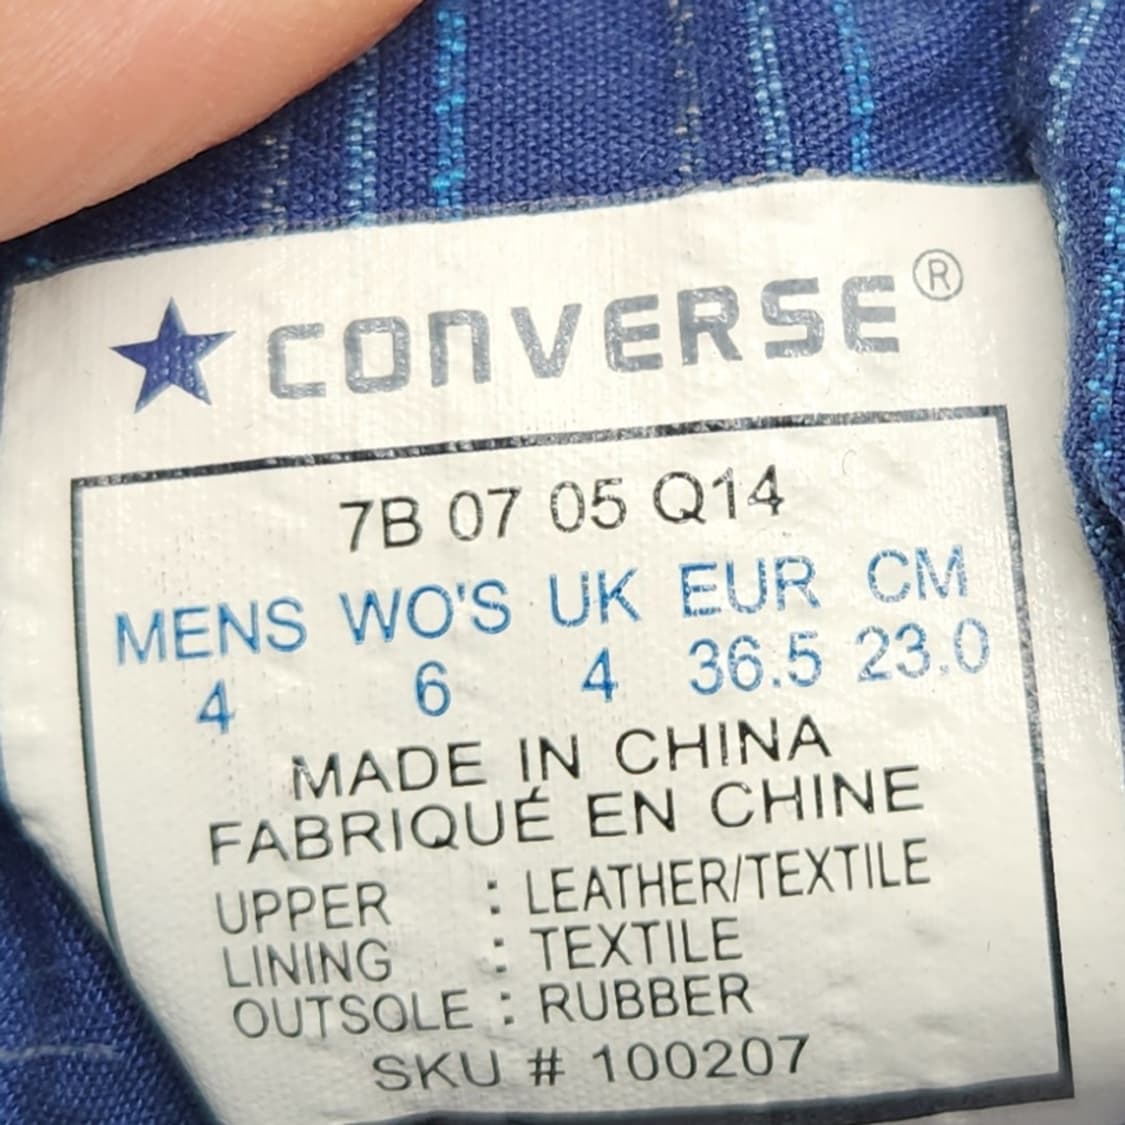 CONVERSE®
7B 07 05 Q14
MENS WO'S UK EUR CM
4 6 4 36.5 23.0
MADE IN CHINA
FABRIQUÉ EN CHINE
UPPER : LEATHER/TEXTILE
LINING : TEXTILE
OUTSOLE : RUBBER
SKU # 100207